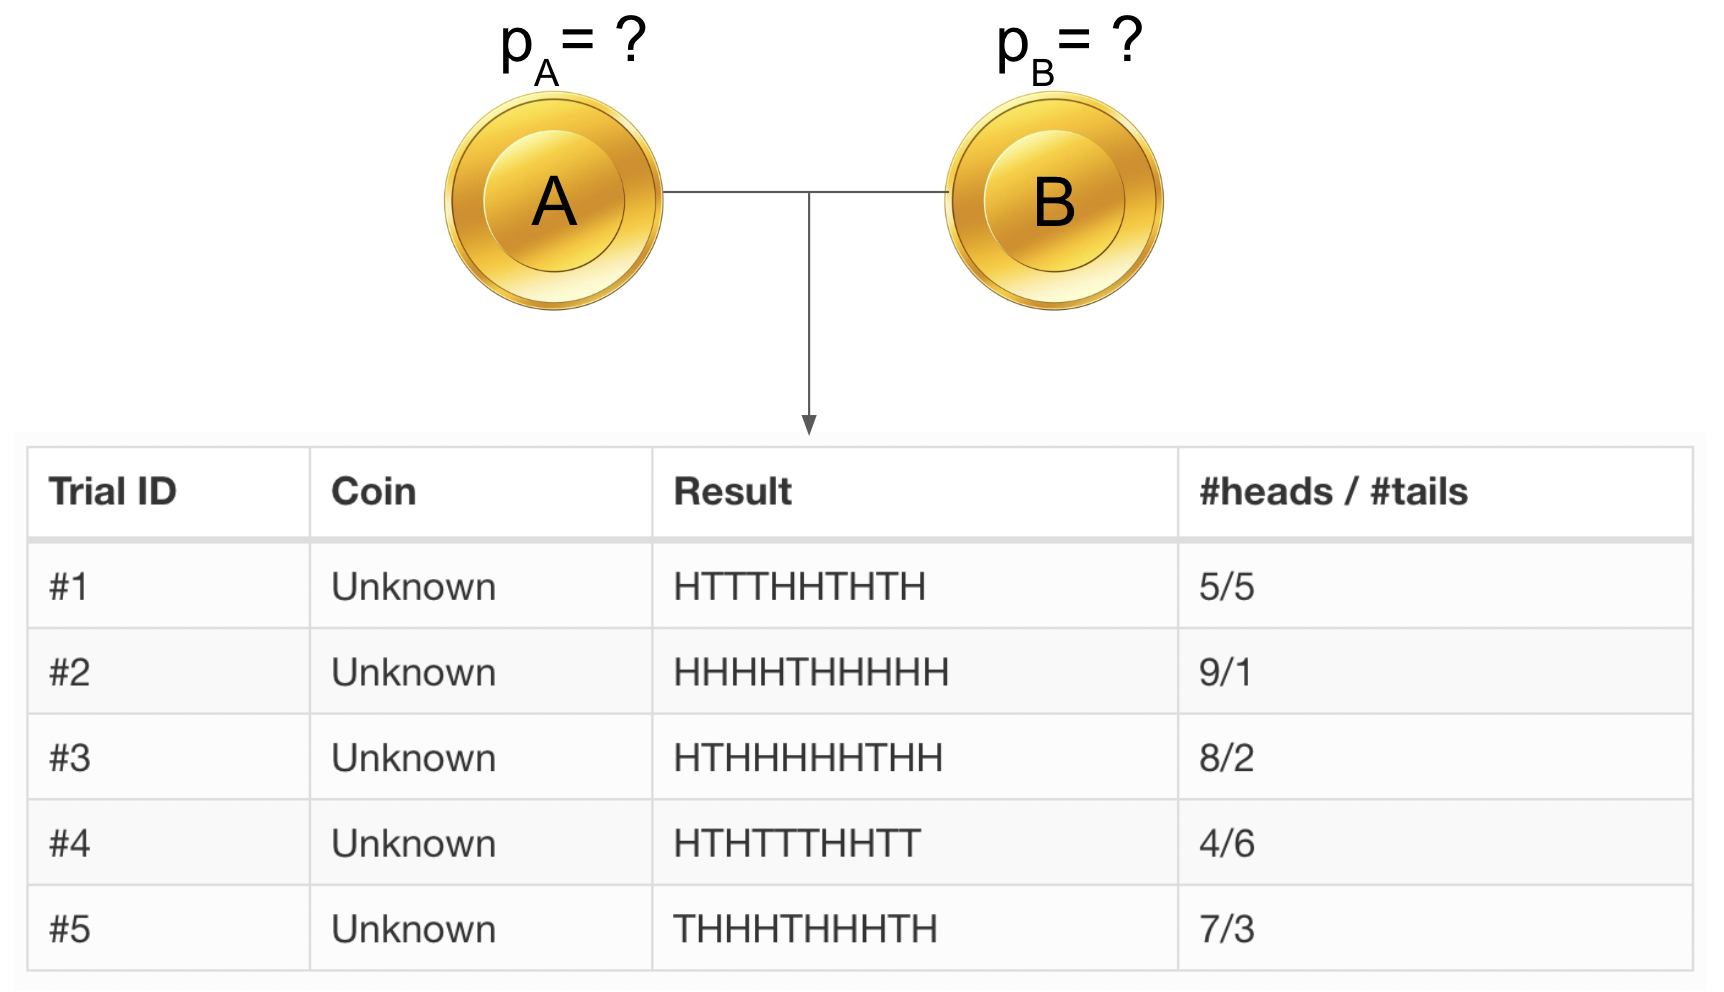 p_A= ? p_B= ?
A B
Trial ID Coin Result #heads / #tails
#1 Unknown HTTTHHTHTH 5/5
#2 Unknown HHHHTHHHHH 9/1
#3 Unknown HTHHHHHTHH 8/2
#4 Unknown HTHTTTHHTT 4/6
#5 Unknown THHHTHHHTH 7/3